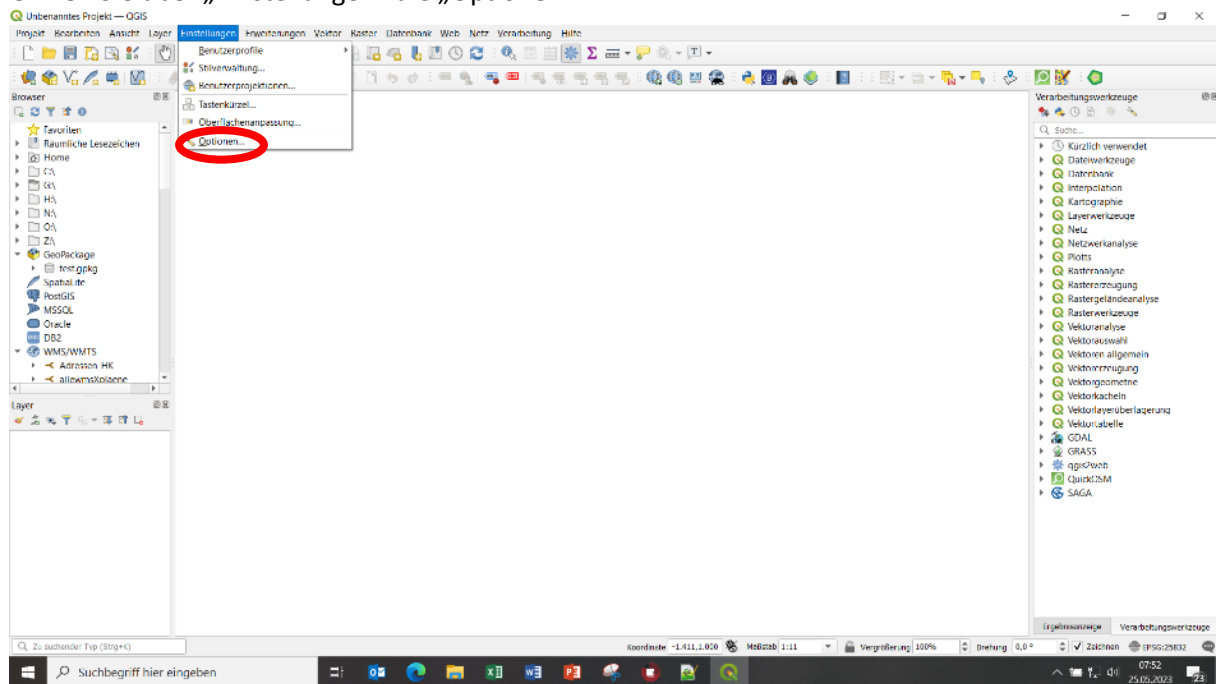 Unbenanntes Projekt — QGIS
Projekt Bearbeiten Ansicht Layer Einstellungen Erweiterungen Vektor Raster Datenbank Web Netz Verarbeitung Hilfe
Benutzerprofile
Stilverwaltung...
Benutzerprojektionen...
Tastenkürzel...
Oberflächenanpassung...
Optionen...
Browser
Favoriten
Räumliche Lesezeichen
Home
C:\
G:\
H:\
N:\
O:\
Z:\
GeoPackage
test.gpkg
SpatiaLite
PostGIS
MSSQL
Oracle
DB2
WMS/WMTS
Adressen HK
allewmsXplaene
Layer
Verarbeitungswerkzeuge
Suche...
Kürzlich verwendet
Dateiwerkzeuge
Datenbank
Interpolation
Kartographie
Layerwerkzeuge
Netz
Netzwerkanalyse
Plotts
Rasteranalyse
Rastererzeugung
Rastergeländeanalyse
Rasterwerkzeuge
Vektoranalyse
Vektorauswahl
Vektoren allgemein
Vektorerzeugung
Vektorgeometrie
Vektorkacheln
Vektorlayerüberlagerung
Vektortabelle
GDAL
GRASS
qgis2web
QuickOSM
SAGA
Ergebnisanzeige Verarbeitungswerkzeuge
Zu suchender Typ (Strg+K)
Koordinate -1.411,1.000 Maßstab 1:11 Vergrößerung 100% Drehung 0,0 ° Zeichnen EPSG:25832
Suchbegriff hier eingeben
07:52
25.05.2023
23